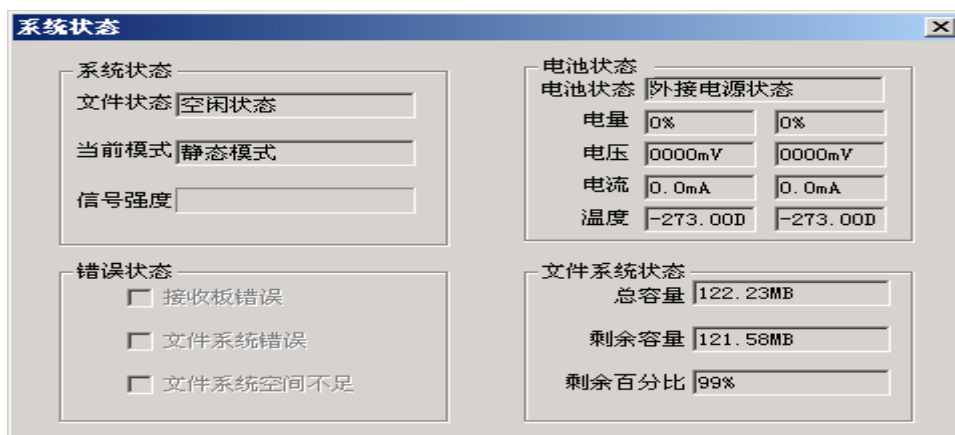 系统状态
系统状态
文件状态 空闲状态
当前模式 静态模式
信号强度
电池状态
电池状态 外接电源状态
电量 0% 0%
电压 0000mV 0000mV
电流 0.0mA 0.0mA
温度 -273.00D -273.00D
错误状态
接收板错误
文件系统错误
文件系统空间不足
文件系统状态
总容量 122.23MB
剩余容量 121.58MB
剩余百分比 99%